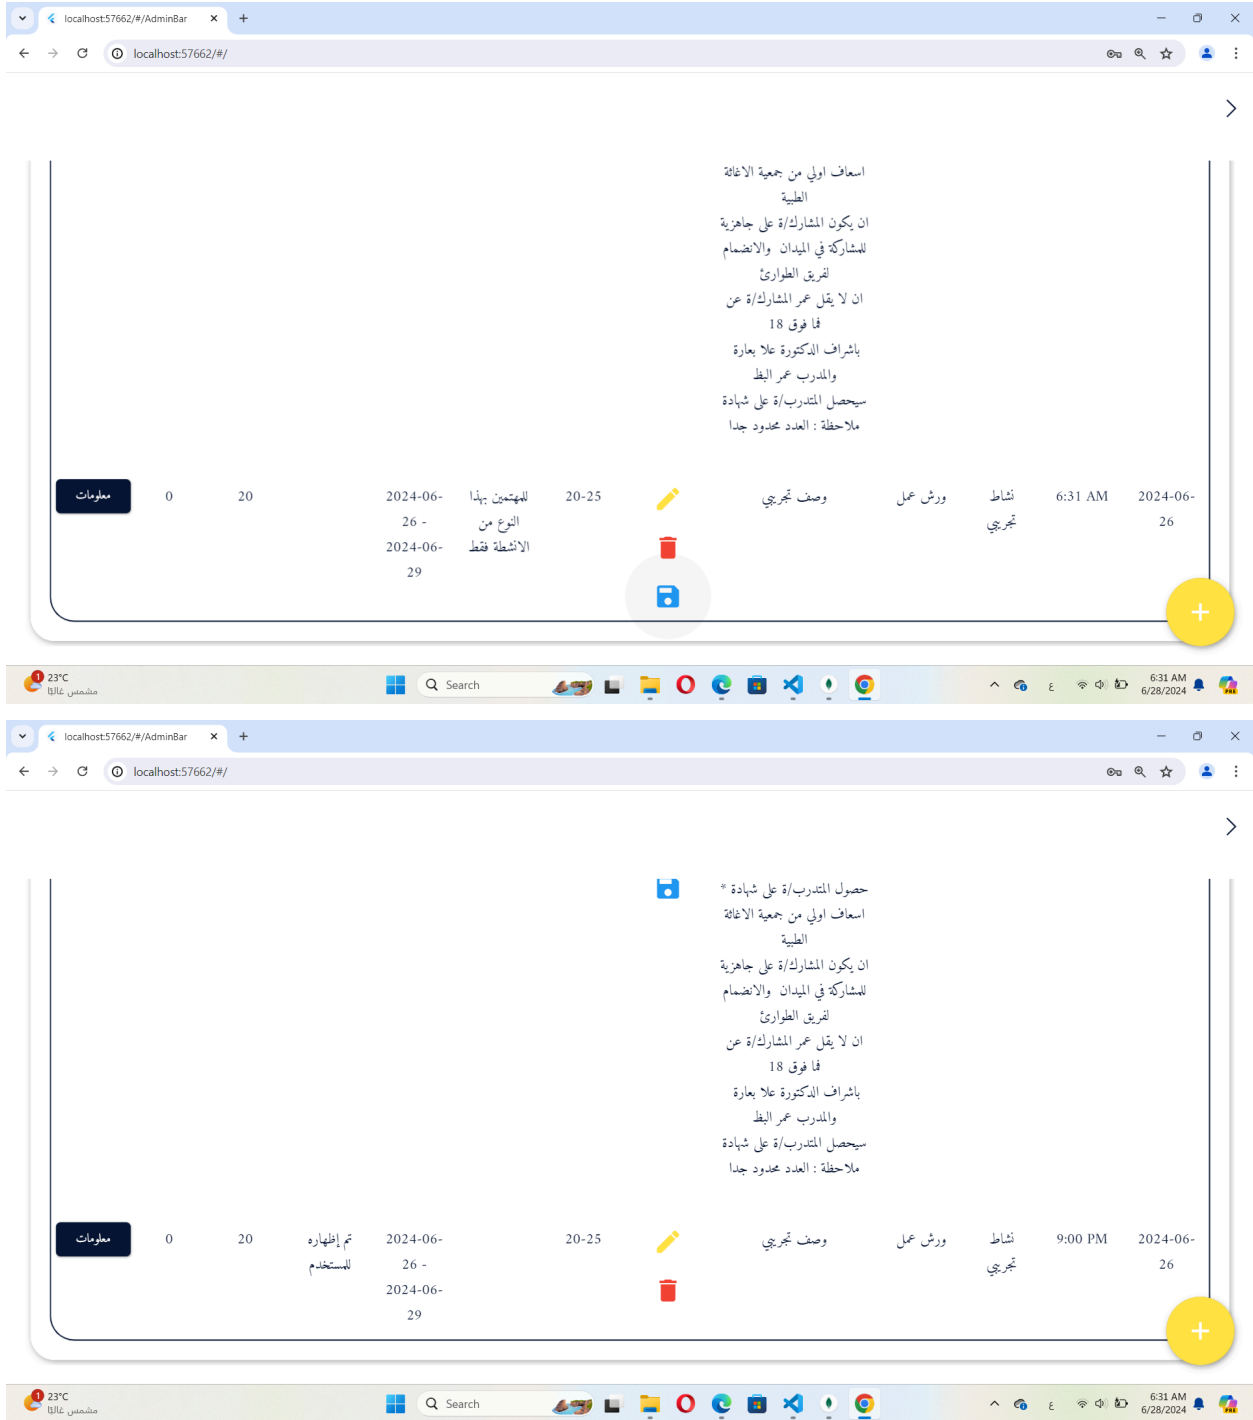 localhost:57662/#/AdminBar
localhost:57662/#/
اسعاف اولي من جمعية الاغاثة
الطبية
ان يكون المشارك/ة على جاهزية
للمشاركة في الميدان والانضمام
لفريق الطوارئ
ان لا يقل عمر المشارك/ة عن
18 فما فوق
باشراف الدكتورة علا بعارة
والمدرب عمر البظ
سيحصل المتدرب/ة على شهادة
ملاحظة : العدد محدود جدا
2024-06-
26
6:31 AM
نشاط
تجريبي
ورش عمل
وصف تجريبي
20-25
للمهتمين بهذا
النوع من
الانشطة فقط
2024-06-
26 -
2024-06-
29
20
0
معلومات
1
23°C
مشمس غالبًا
Search
ع
6:31 AM
6/28/2024
PRE
localhost:57662/#/AdminBar
localhost:57662/#/
حصول المتدرب/ة على شهادة *
اسعاف اولي من جمعية الاغاثة
الطبية
ان يكون المشارك/ة على جاهزية
للمشاركة في الميدان والانضمام
لفريق الطوارئ
ان لا يقل عمر المشارك/ة عن
18 فما فوق
باشراف الدكتورة علا بعارة
والمدرب عمر البظ
سيحصل المتدرب/ة على شهادة
ملاحظة : العدد محدود جدا
2024-06-
26
9:00 PM
نشاط
تجريبي
ورش عمل
وصف تجريبي
20-25
2024-06-
26 -
2024-06-
29
تم إظهاره
للمستخدم
20
0
معلومات
1
23°C
مشمس غالبًا
Search
ع
6:31 AM
6/28/2024
PRE